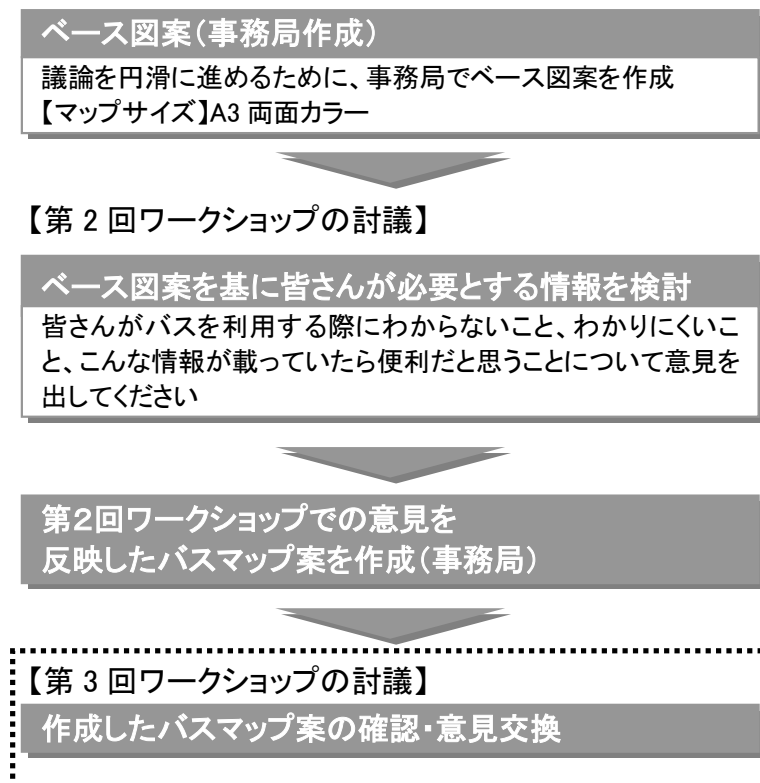 ベース図案（事務局作成）
議論を円滑に進めるために、事務局でベース図案を作成
【マップサイズ】A3 両面カラー
【第 2 回ワークショップの討議】
ベース図案を基に皆さんが必要とする情報を検討
皆さんがバスを利用する際にわからないこと、わかりにくいこ
と、こんな情報が載っていたら便利だと思うことについて意見を
出してください
第２回ワークショップでの意見を
反映したバスマップ案を作成（事務局）
【第 3 回ワークショップの討議】
作成したバスマップ案の確認・意見交換